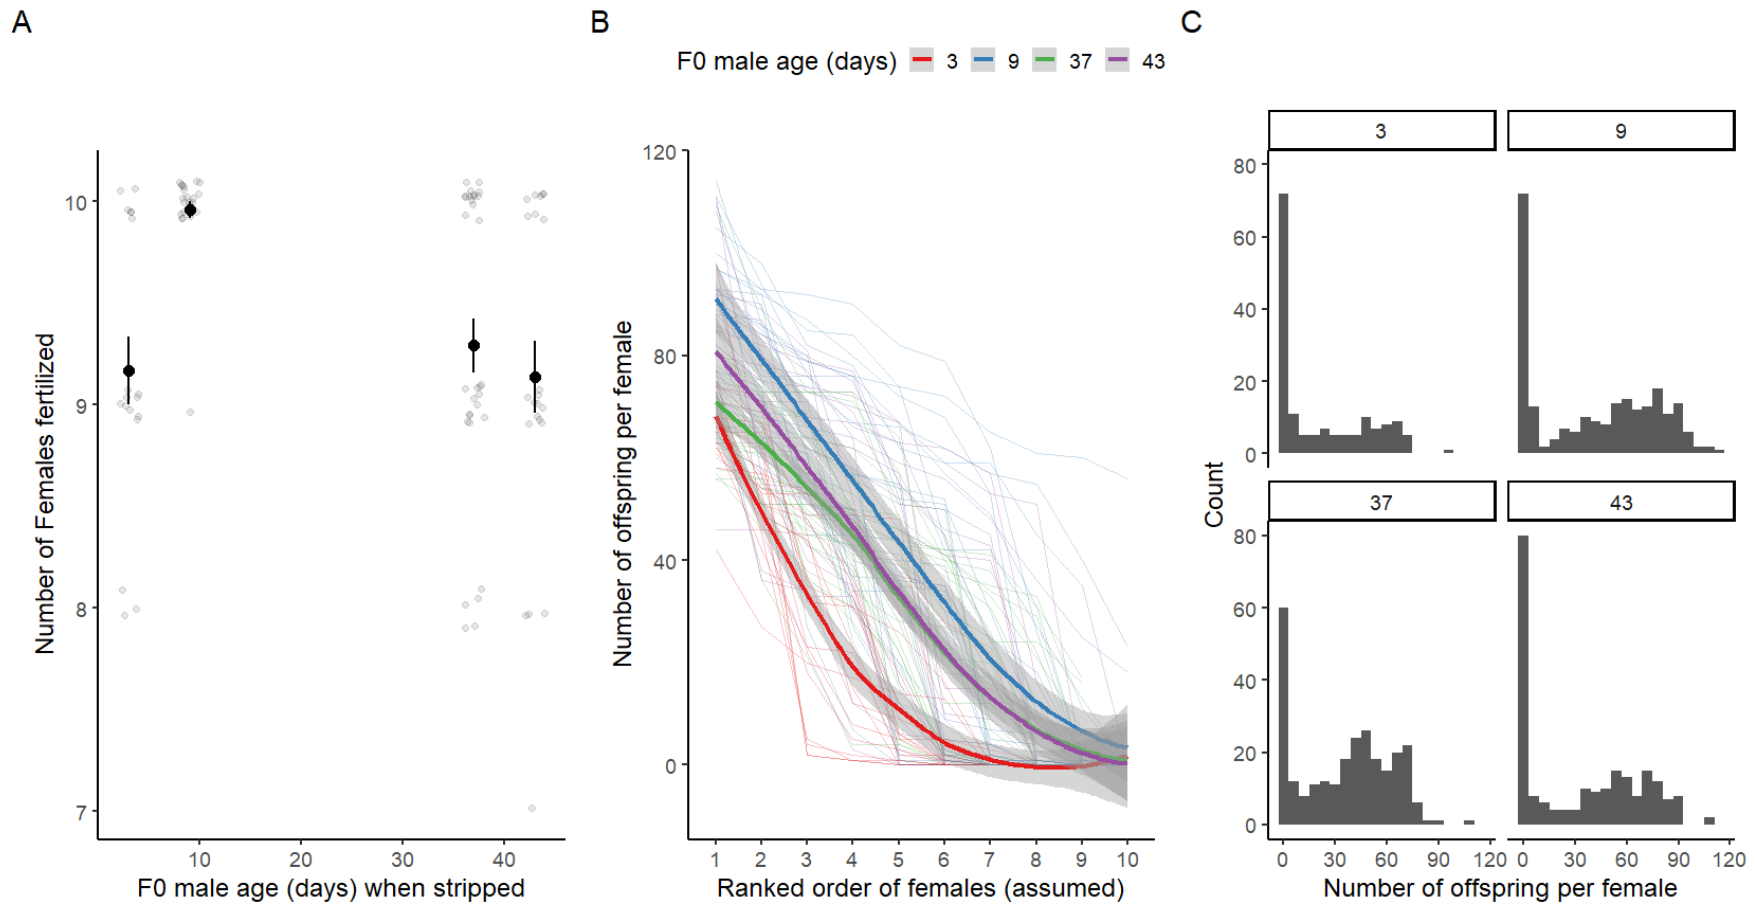 A
B
C
F0 male age (days) 3 9 37 43
Number of Females fertilized
10
9
8
7
10 20 30 40
F0 male age (days) when stripped
Number of offspring per female
120
80
40
0
1 2 3 4 5 6 7 8 9 10
Ranked order of females (assumed)
Count
3 9
80
60
40
20
0
37 43
80
60
40
20
0
0 30 60 90 120 0 30 60 90 120
Number of offspring per female